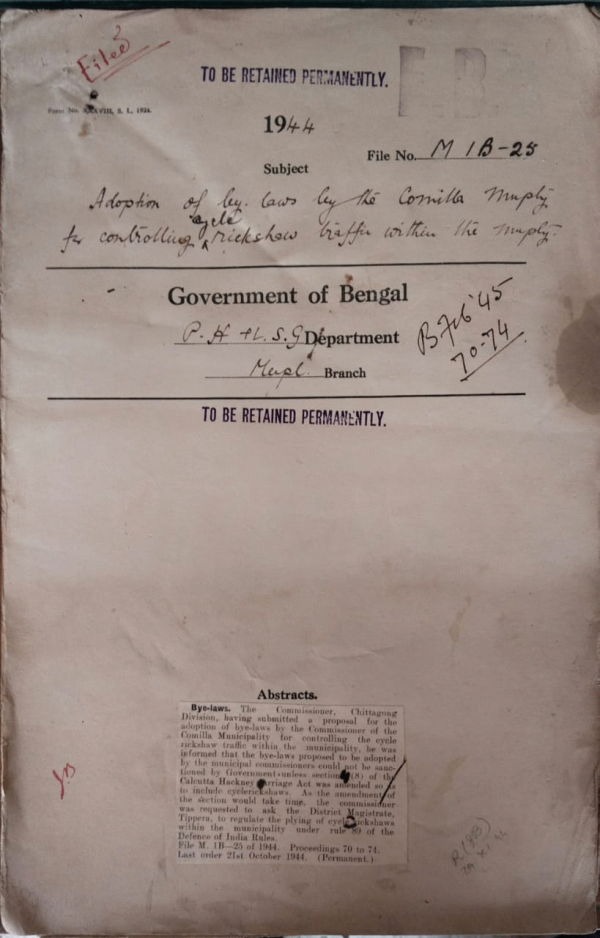 Filed
TO BE RETAINED PERMANENTLY.
E.B.
Form No. XXXVIII, S. I., 1934.
1944
File No. M 1B-25
Subject
Adoption of by. laws by the Comilla Muply
for controlling cycle rickshaw traffic within the muply.
Government of Bengal
P. H & L. S. G Department
Mupl. Branch
B Feb '45
70-74
TO BE RETAINED PERMANENTLY.
Abstracts.
Bye-laws. The Commissioner, Chittagong
Division, having submitted a proposal for the
adoption of bye-laws by the Commissioner of the
Comilla Municipality for controlling the cycle
rickshaw traffic within the municipality, he was
informed that the bye-laws proposed to be adopted
by the municipal commissioners could not be sanc-
tioned by Government unless section (8) of the
Calcutta Hackney Carriage Act was amended so as
to include cyclerickshaws. As the amendment of
the section would take time, the commissioner
was requested to ask the District Magistrate,
Tippera, to regulate the plying of cycle rickshaws
within the municipality under rule 89 of the
Defence of India Rules.
File M. 1B—25 of 1944. Proceedings 70 to 74.
Last order 21st October 1944. (Permanent.)